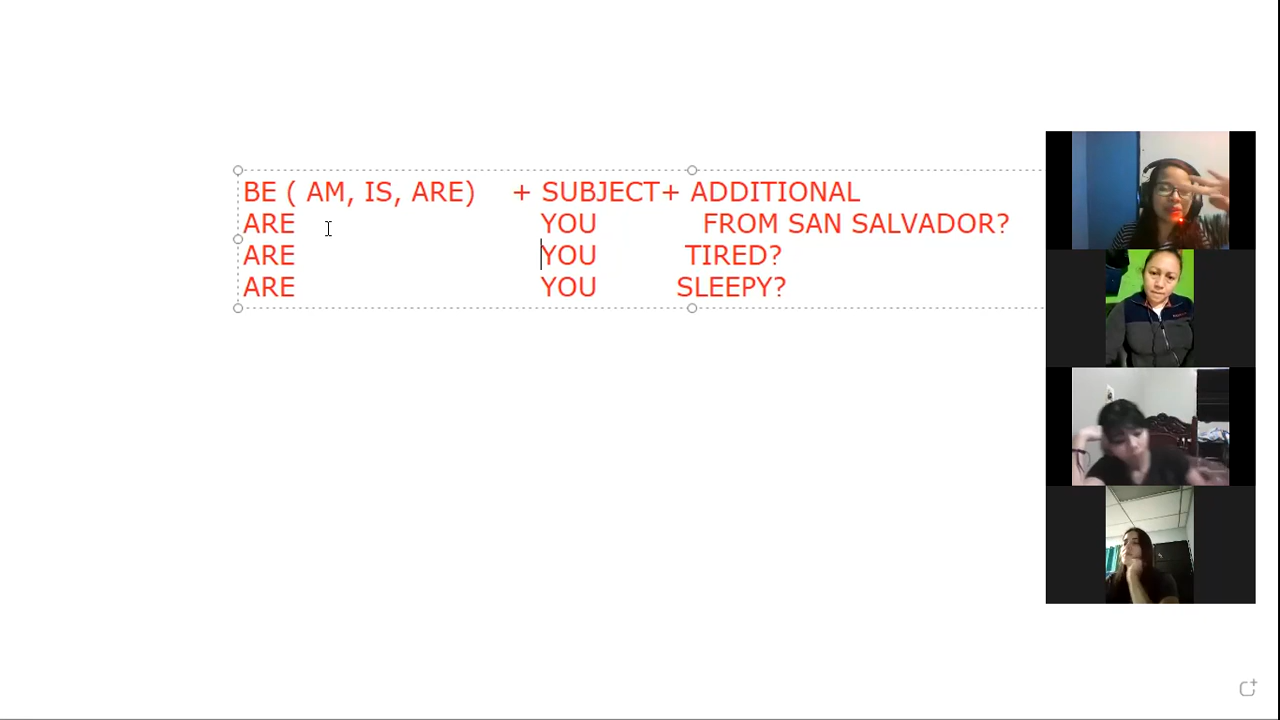 BE ( AM, IS, ARE) + SUBJECT+ ADDITIONAL
ARE YOU FROM SAN SALVADOR?
ARE YOU TIRED?
ARE YOU SLEEPY?